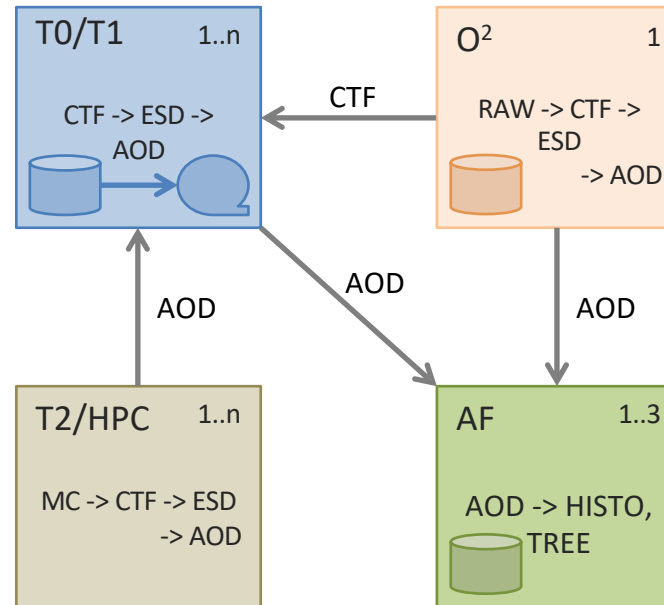 T0/T1 1..n
CTF -> ESD ->
AOD
CTF
O² 1
RAW -> CTF ->
ESD
-> AOD
AOD
AOD
AOD
T2/HPC 1..n
MC -> CTF -> ESD
-> AOD
AF 1..3
AOD -> HISTO,
TREE